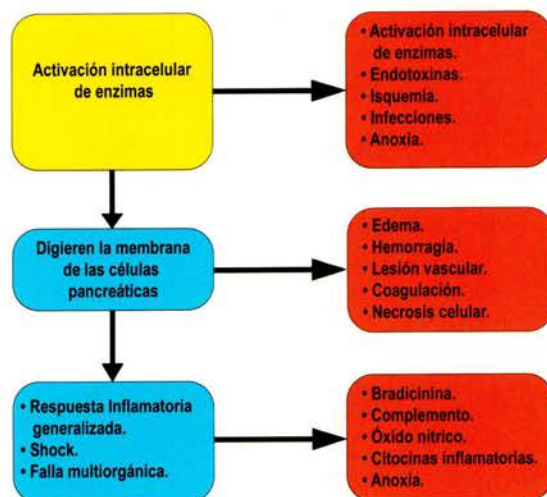 Activación intracelular
de enzimas
• Activación intracelular
de enzimas.
• Endotoxinas.
• Isquemia.
• Infecciones.
• Anoxia.
Digieren la membrana
de las células
pancreáticas
• Edema.
• Hemorragia.
• Lesión vascular.
• Coagulación.
• Necrosis celular.
• Respuesta Inflamatoria
generalizada.
• Shock.
• Falla multiorgánica.
• Bradicinina.
• Complemento.
• Óxido nítrico.
• Citocinas inflamatorias.
• Anoxia.